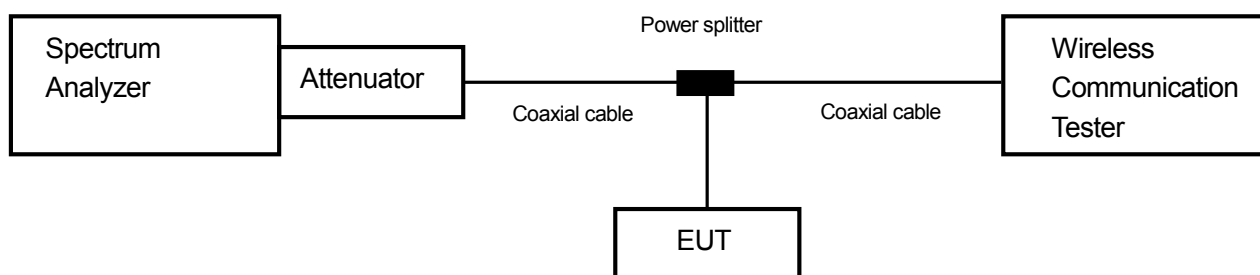 Power splitter
Spectrum
Analyzer
Attenuator
Wireless
Communication
Tester
Coaxial cable
Coaxial cable
EUT